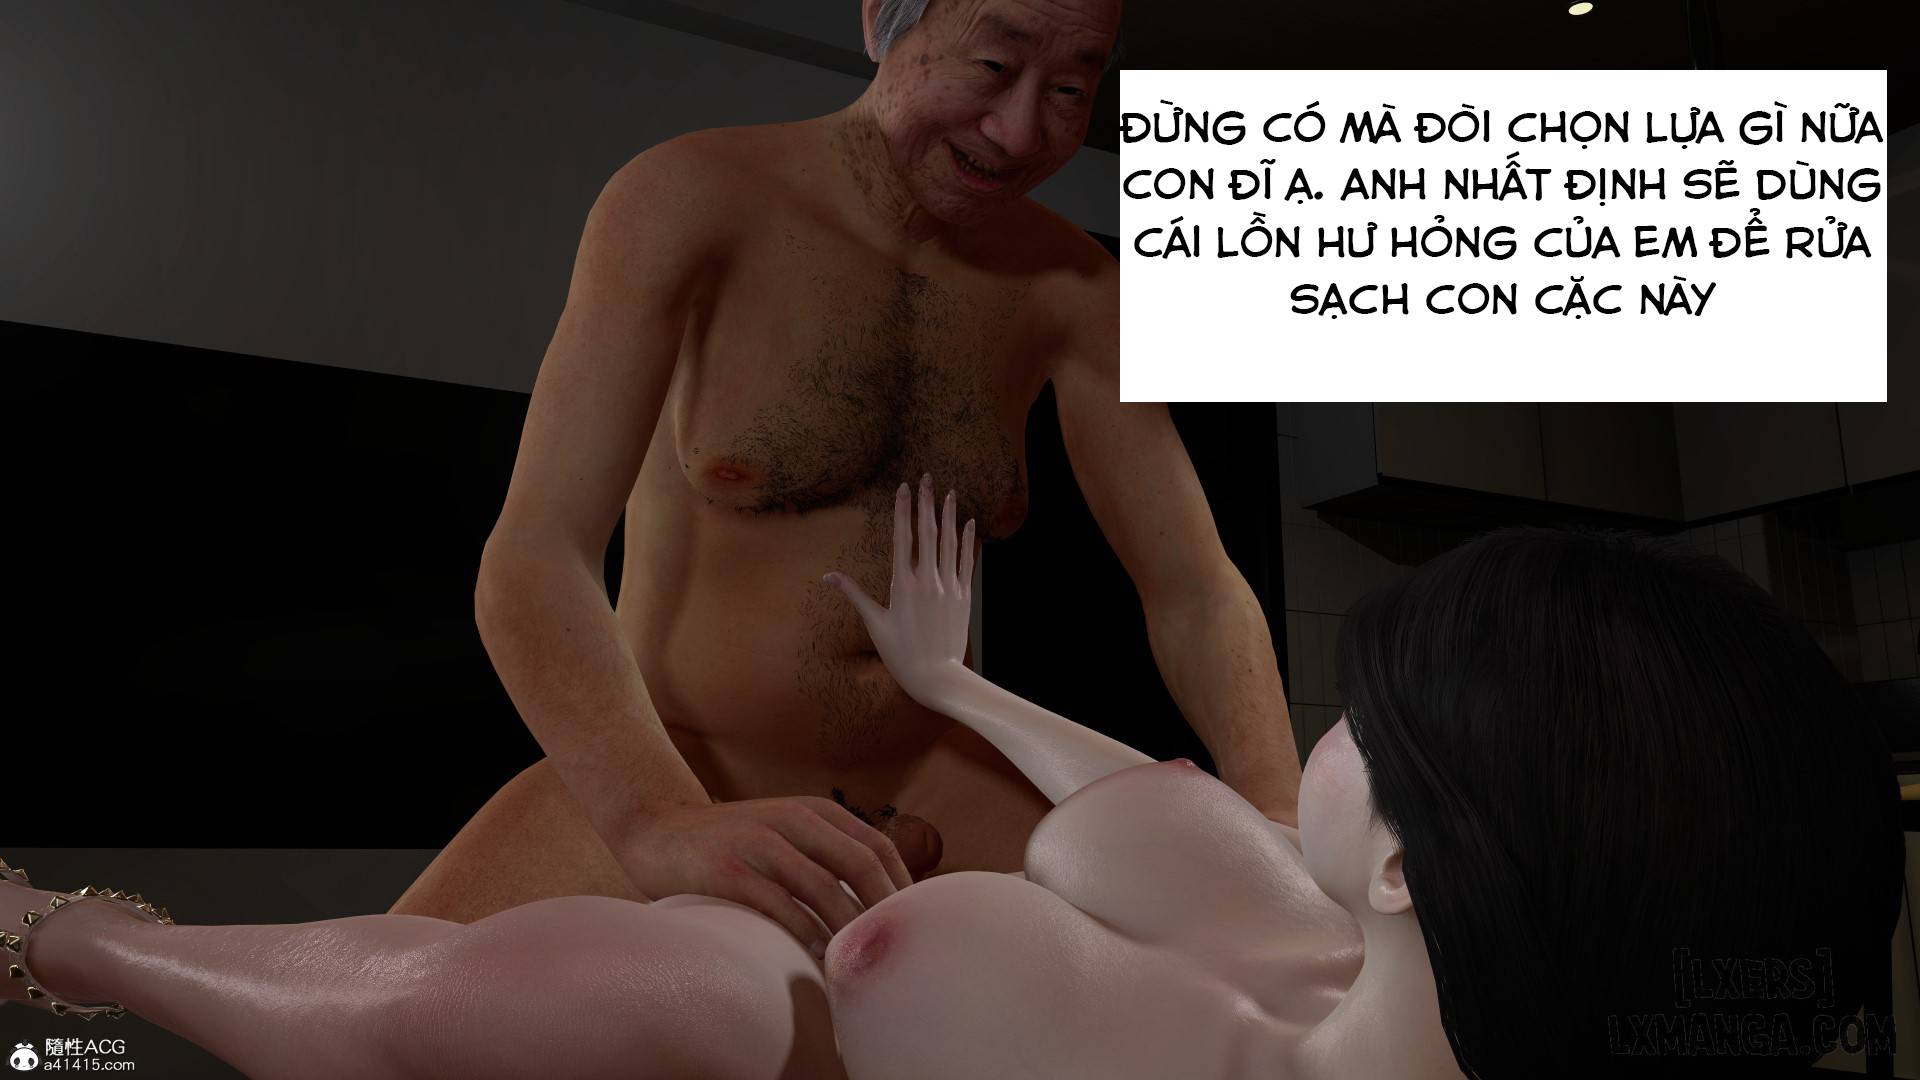 ĐỪNG CÓ MÀ ĐÒI CHỌN LỰA GÌ NỮA
CON ĐĨ Ạ. ANH NHẤT ĐỊNH SẼ DÙNG
CÁI LỒN HƯ HỎNG CỦA EM ĐỂ RỬA
SẠCH CON CẶC NÀY
[LXERS]
LXMANGA.COM
隨性ACG
a41415.com